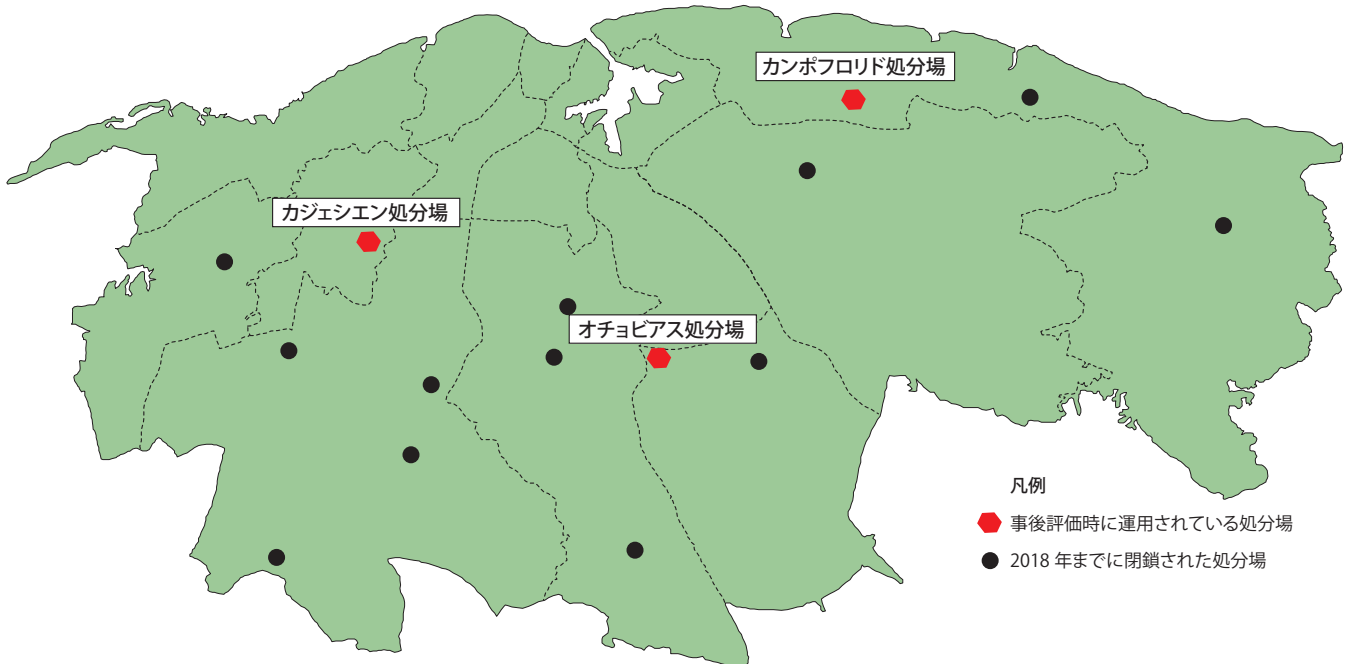 カンポフロリド処分場
カジェシエン処分場
オチョビアス処分場
凡例
事後評価時に運用されている処分場
2018 年までに閉鎖された処分場